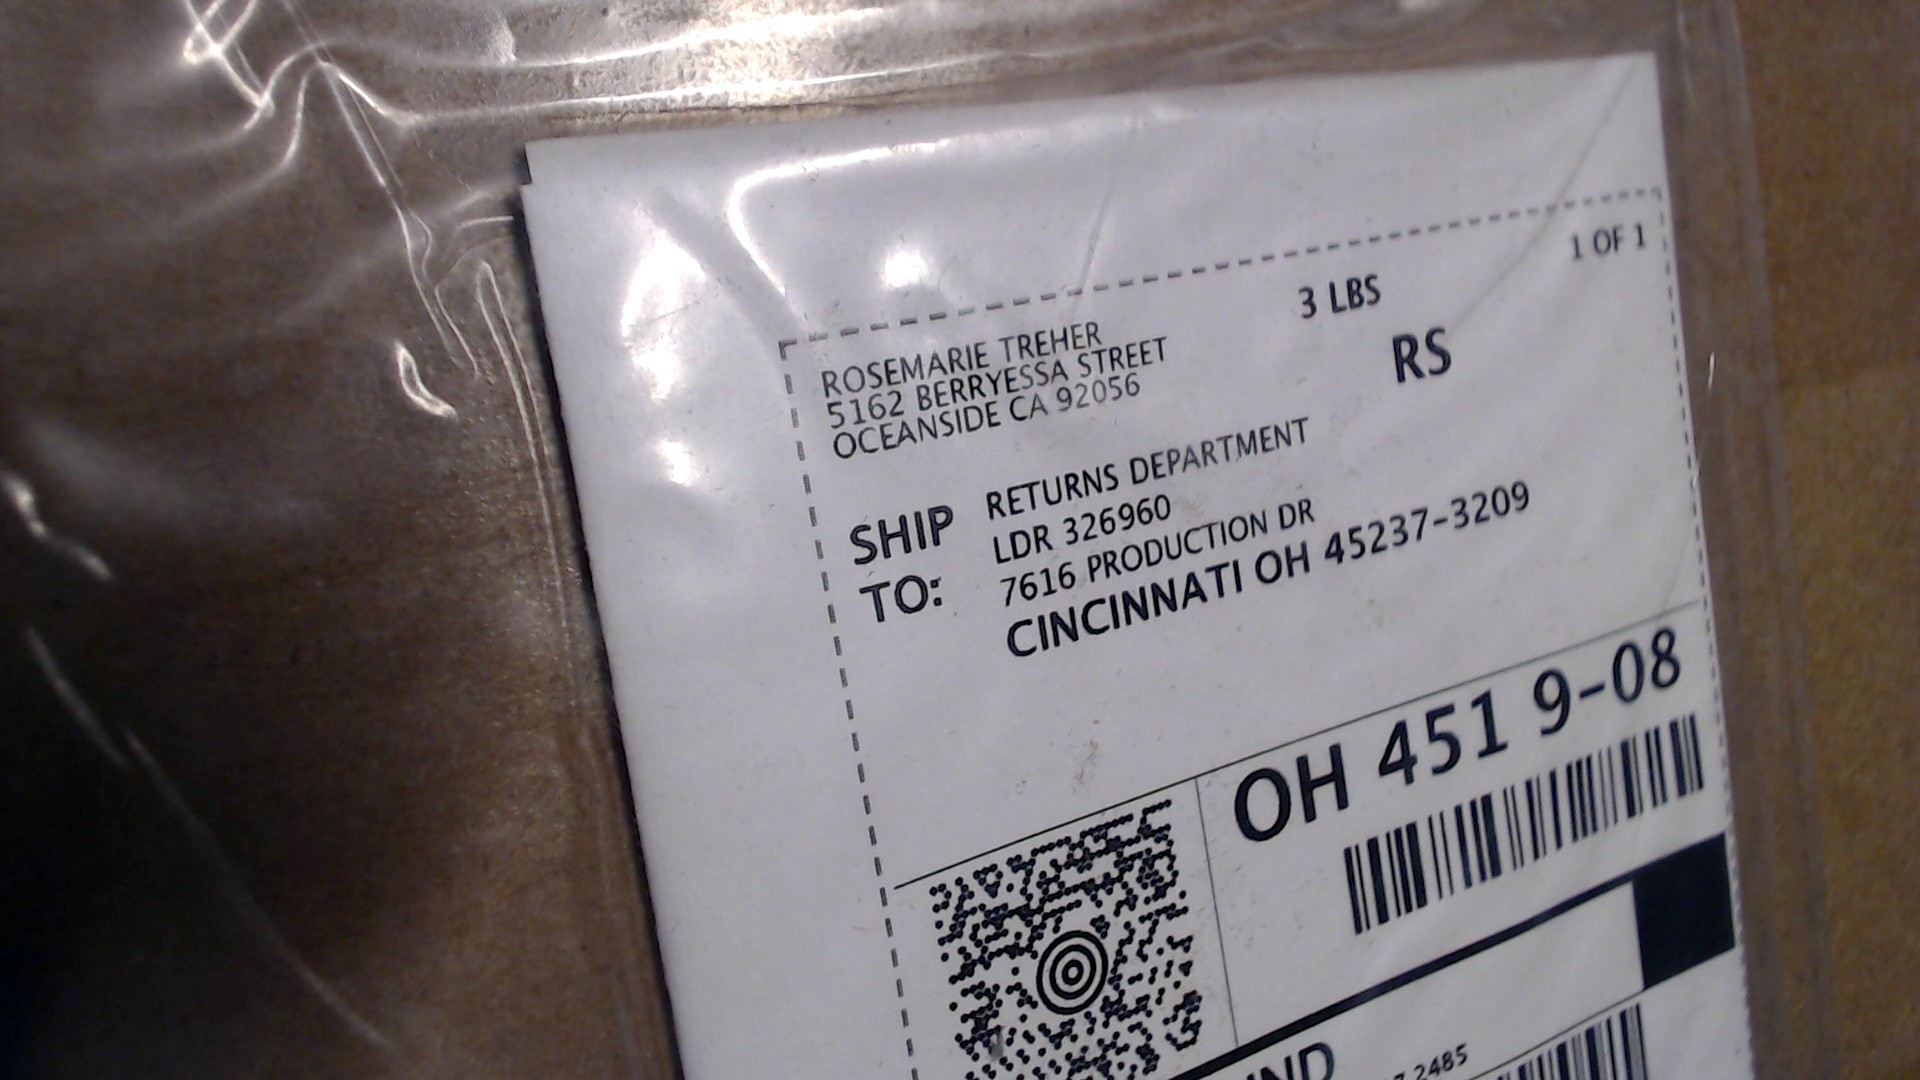 1 OF 1
3 LBS
RS
ROSEMARIE TREHER
5162 BERRYESSA STREET
OCEANSIDE CA 92056
SHIP TO:
RETURNS DEPARTMENT
LDR 326960
7616 PRODUCTION DR
CINCINNATI OH 45237-3209
OH 451 9-08
2485